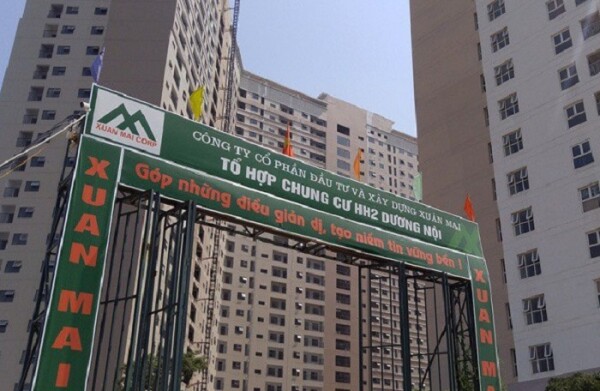 XUAN MAI CORP
CÔNG TY CỔ PHẦN ĐẦU TƯ VÀ XÂY DỰNG XUÂN MAI
TỔ HỢP CHUNG CƯ HH2 DƯƠNG NỘI
Góp những điều giản dị, tạo niềm tin vững bền !
XUAN MAI
XUAN MAI